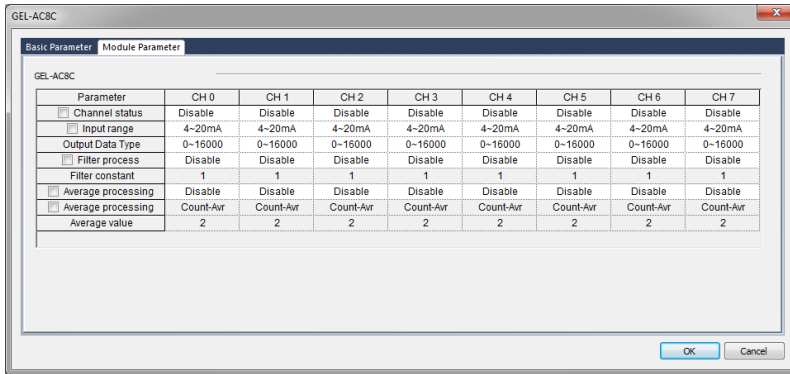 GEL-AC8C
Basic Parameter Module Parameter
GEL-AC8C
Parameter CH 0 CH 1 CH 2 CH 3 CH 4 CH 5 CH 6 CH 7
Channel status Disable Disable Disable Disable Disable Disable Disable Disable
Input range 4~20mA 4~20mA 4~20mA 4~20mA 4~20mA 4~20mA 4~20mA 4~20mA
Output Data Type 0~16000 0~16000 0~16000 0~16000 0~16000 0~16000 0~16000 0~16000
Filter process Disable Disable Disable Disable Disable Disable Disable Disable
Filter constant 1 1 1 1 1 1 1 1
Average processing Disable Disable Disable Disable Disable Disable Disable Disable
Average processing Count-Avr Count-Avr Count-Avr Count-Avr Count-Avr Count-Avr Count-Avr Count-Avr
Average value 2 2 2 2 2 2 2 2
OK Cancel